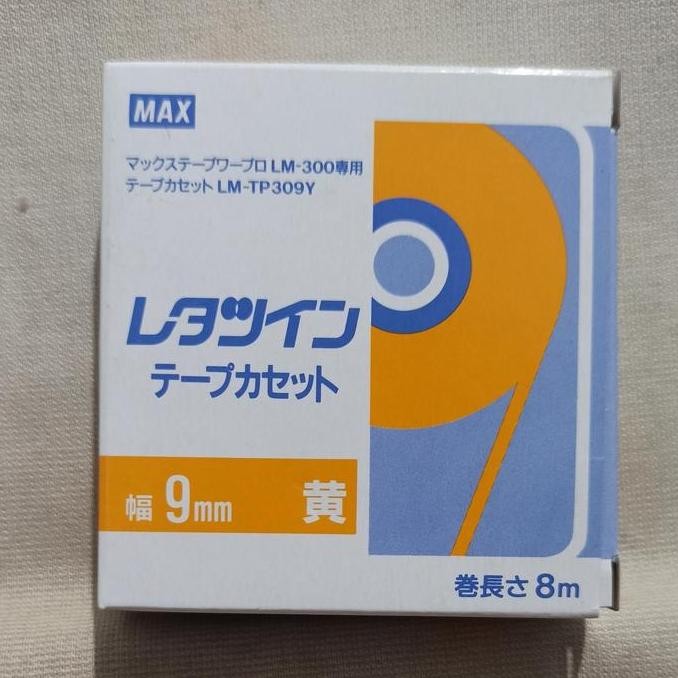 MAX
マックステープワープロ LM-300専用
テープカセット LM-TP309Y
レタツイン
テープカセット
幅 9mm 黄
巻長さ 8m